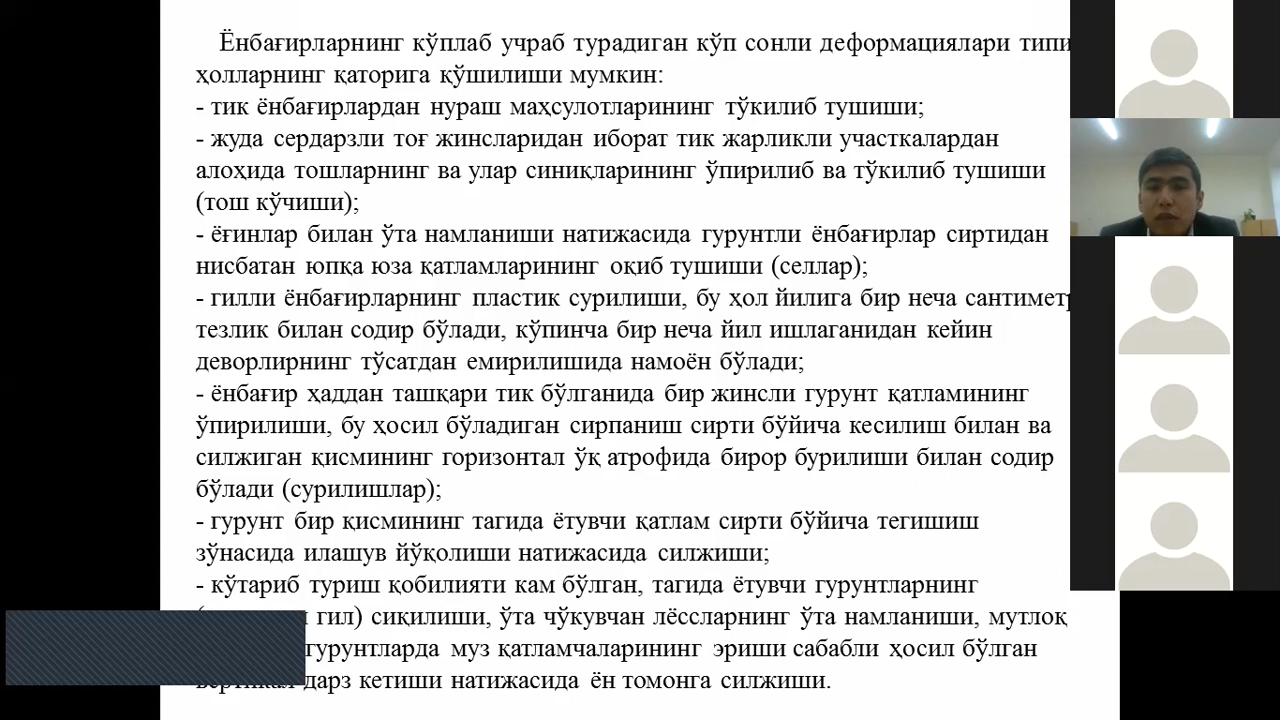 Ёнбағирларнинг кўплаб учраб турадиган кўп сонли деформациялари типи
ҳолларнинг қаторига қўшилиши мумкин:
- тик ёнбағирлардан нураш маҳсулотларининг тўкилиб тушиши;
- жуда сердарзли тоғ жинсларидан иборат тик жарликли участкалардан
алоҳида тошларнинг ва улар синиқларининг ўпирилиб ва тўкилиб тушиши
(тош кўчиши);
- ёғинлар билан ўта намланиши натижасида гурунтли ёнбағирлар сиртидан
нисбатан юпқа юза қатламларининг оқиб тушиши (селлар);
- гилли ёнбағирларнинг пластик сурилиши, бу ҳол йилига бир неча сантиметр
тезлик билан содир бўлади, кўпинча бир неча йил ишлаганидан кейин
деворлирнинг тўсатдан емирилишида намоён бўлади;
- ёнбағир ҳаддан ташқари тик бўлганида бир жинсли гурунт қатламининг
ўпирилиши, бу ҳосил бўладиган сирпаниш сирти бўйича кесилиш билан ва
силжиган қисмининг горизонтал ўқ атрофида бирор бурилиши билан содир
бўлади (сурилишлар);
- гурунт бир қисмининг тагида ётувчи қатлам сирти бўйича тегишиш
зўнасида илашув йўқолиши натижасида силжиши;
- кўтариб туриш қобилияти кам бўлган, тагида ётувчи гурунтларнинг
гил) сиқилиши, ўта чўкувчан лёссларнинг ўта намланиши, мутлоқ
гурунтларда муз қатламчаларининг эриши сабабли ҳосил бўлган
дарз кетиши натижасида ён томонга силжиши.